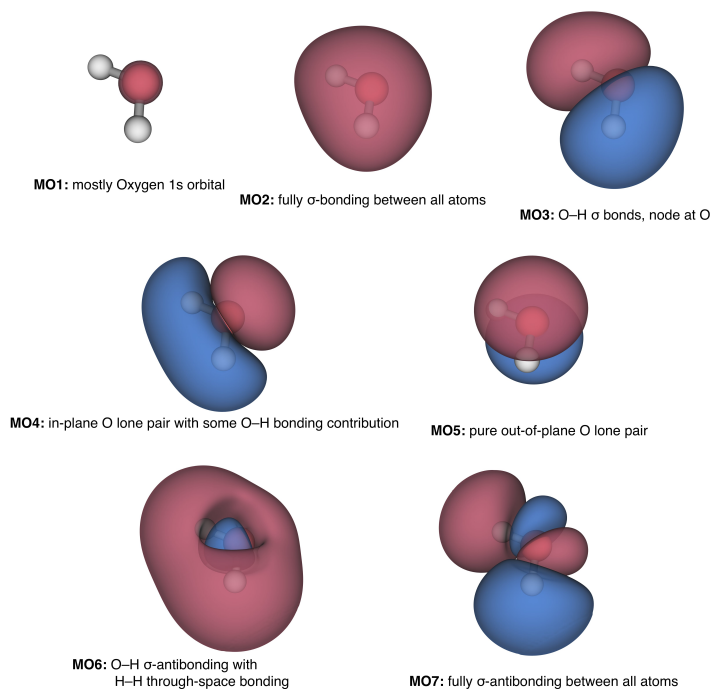 MO1: mostly Oxygen 1s orbital
MO2: fully σ-bonding between all atoms
MO3: O–H σ bonds, node at O
MO4: in-plane O lone pair with some O–H bonding contribution
MO5: pure out-of-plane O lone pair
MO6: O–H σ-antibonding with
H–H through-space bonding
MO7: fully σ-antibonding between all atoms